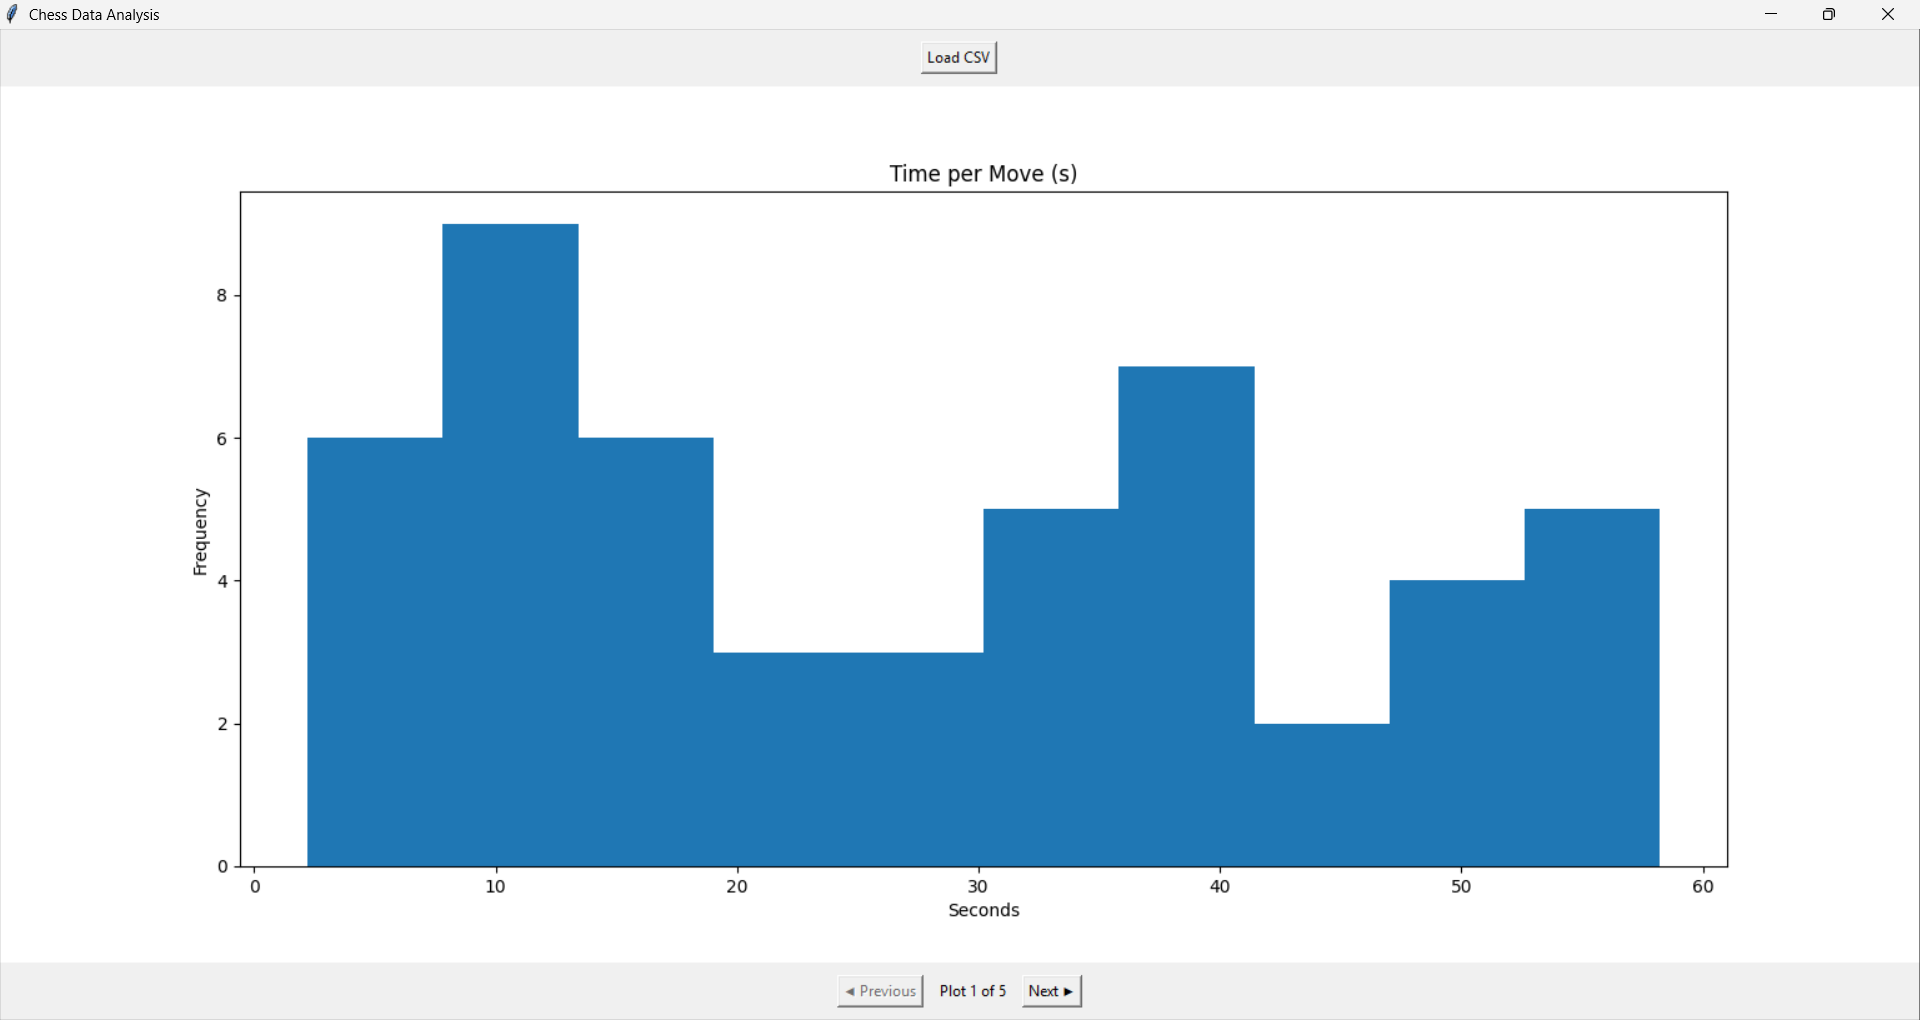 Chess Data Analysis
Load CSV
Time per Move (s)
Frequency
8
6
4
2
0
0 10 20 30 40 50 60
Seconds
◄ Previous Plot 1 of 5 Next ►